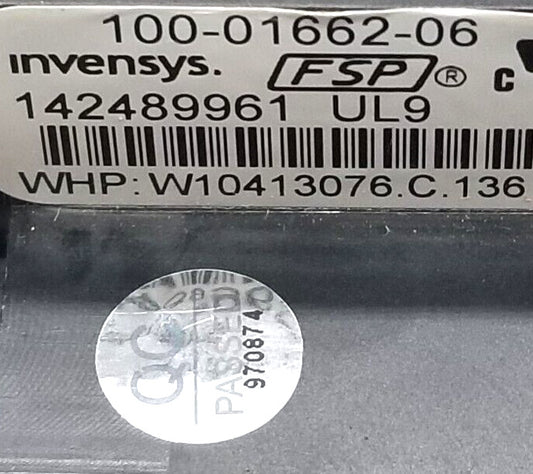 100-01662-06
invensys. FSP® C
142489961 UL9
WHP:W10413076.C.136
QC
PASSED
970874